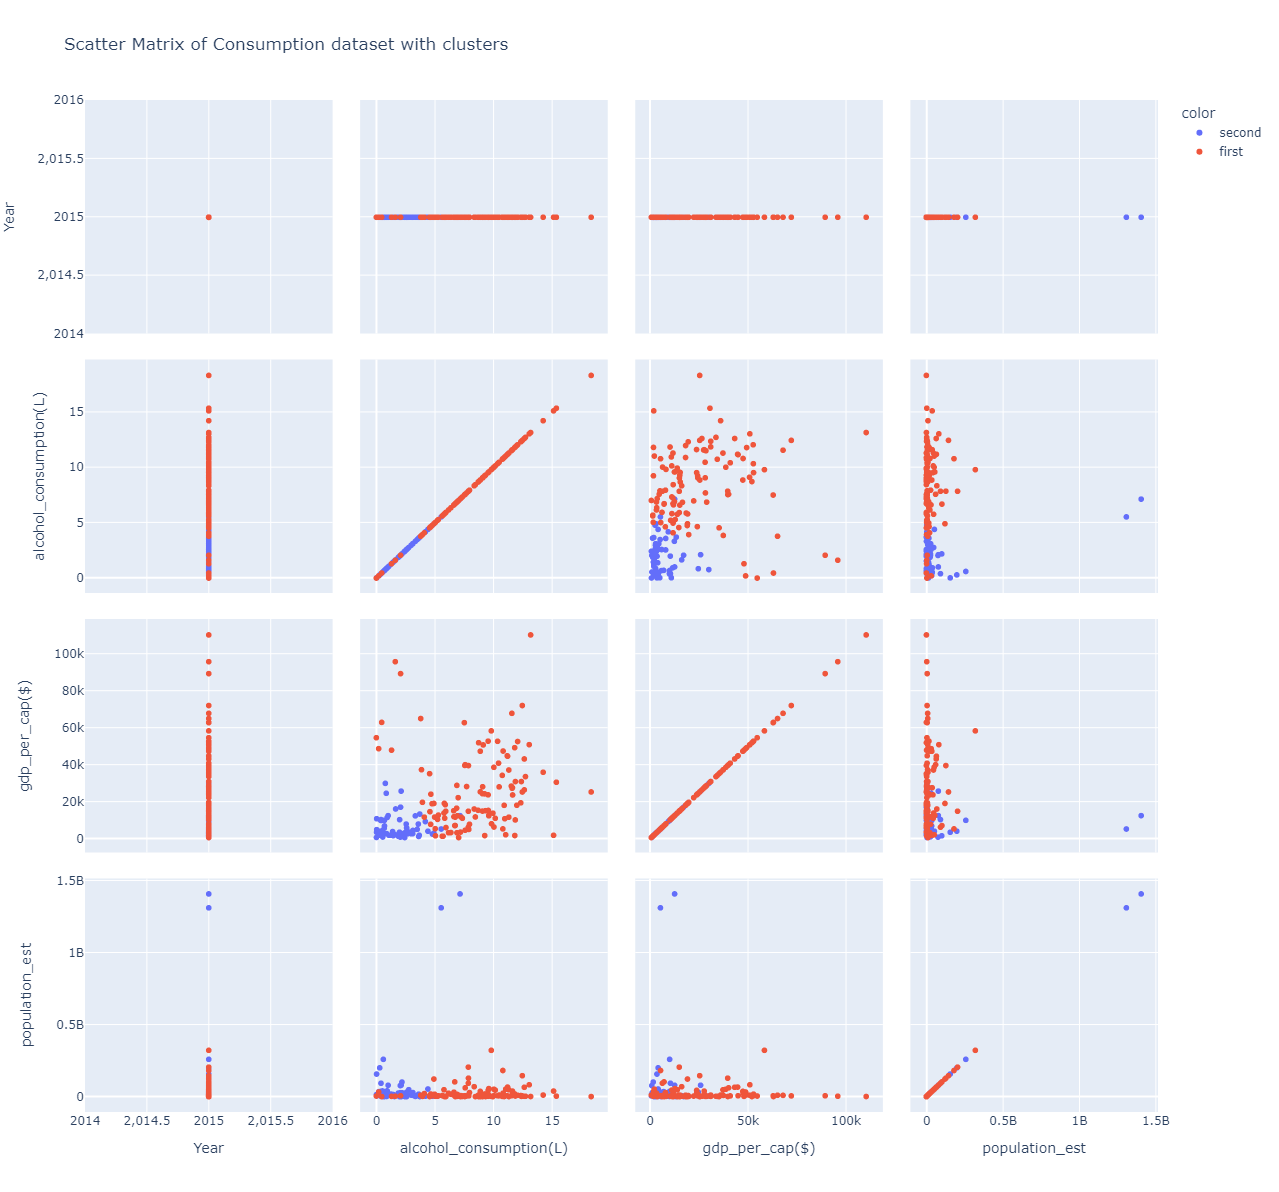 Scatter Matrix of Consumption dataset with clusters
color
second
first
Year
2016
2,015.5
2015
2,014.5
2014
alcohol_consumption(L)
15
10
5
0
gdp_per_cap($)
100k
80k
60k
40k
20k
0
population_est
1.5B
1B
0.5B
0
2014 2,014.5 2015 2,015.5 2016 0 5 10 15 0 50k 100k 0 0.5B 1B 1.5B
Year alcohol_consumption(L) gdp_per_cap($) population_est